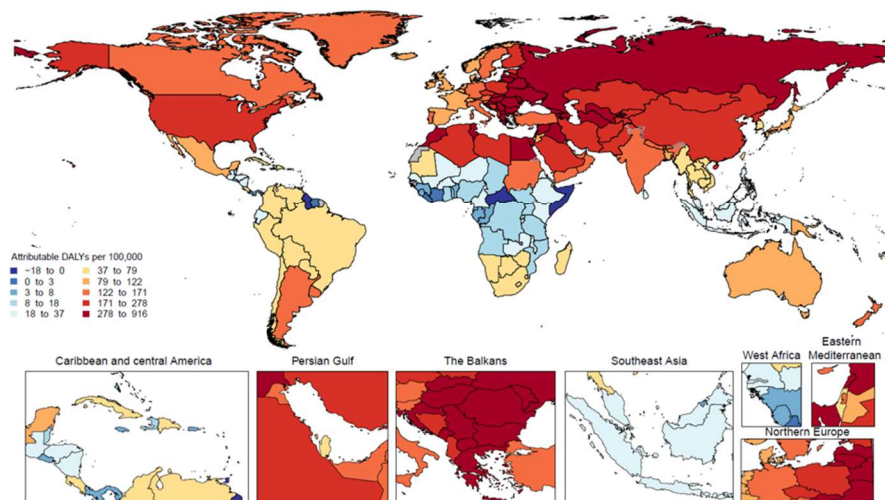 Attributable DALYs per 100,000
−18 to 0
0 to 3
3 to 8
8 to 18
18 to 37
37 to 79
79 to 122
122 to 171
171 to 278
278 to 916
Caribbean and central America
Persian Gulf
The Balkans
Southeast Asia
West Africa
Eastern
Mediterranean
Northern Europe